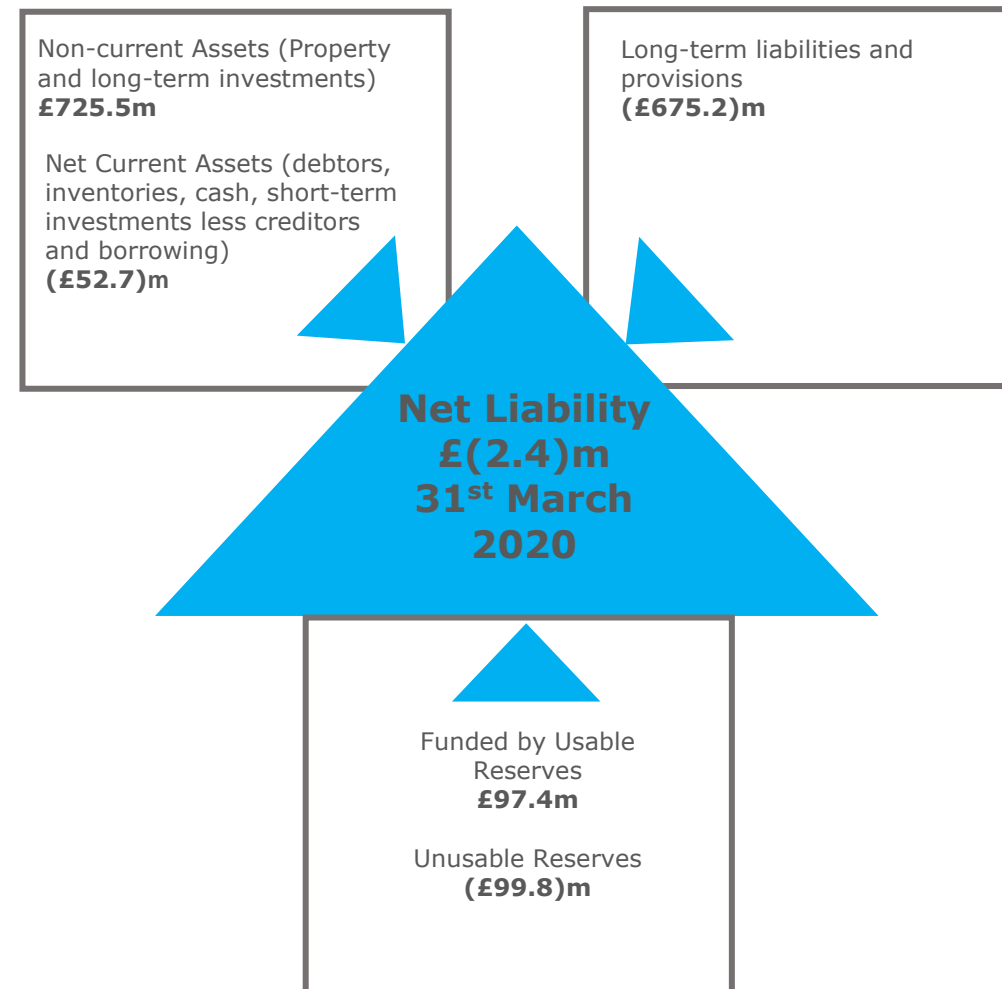 Non-current Assets (Property
and long-term investments)
£725.5m
Net Current Assets (debtors,
inventories, cash, short-term
investments less creditors
and borrowing)
(£52.7)m
Long-term liabilities and
provisions
(£675.2)m
Net Liability
£(2.4)m
31st March
2020
Funded by Usable
Reserves
£97.4m
Unusable Reserves
(£99.8)m